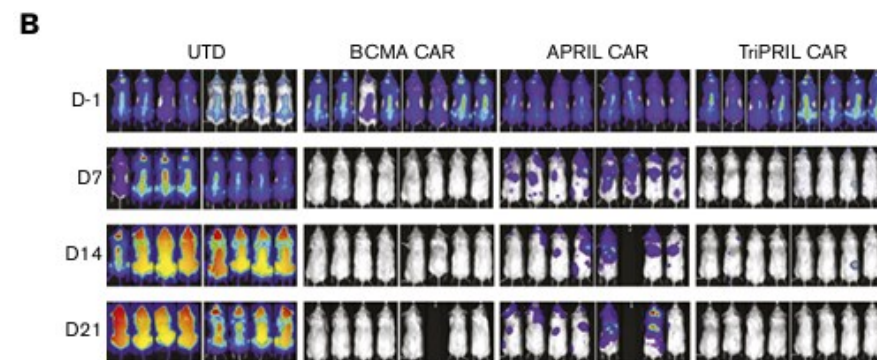 B
UTD BCMA CAR APRIL CAR TriPRIL CAR
D-1
D7
D14
D21